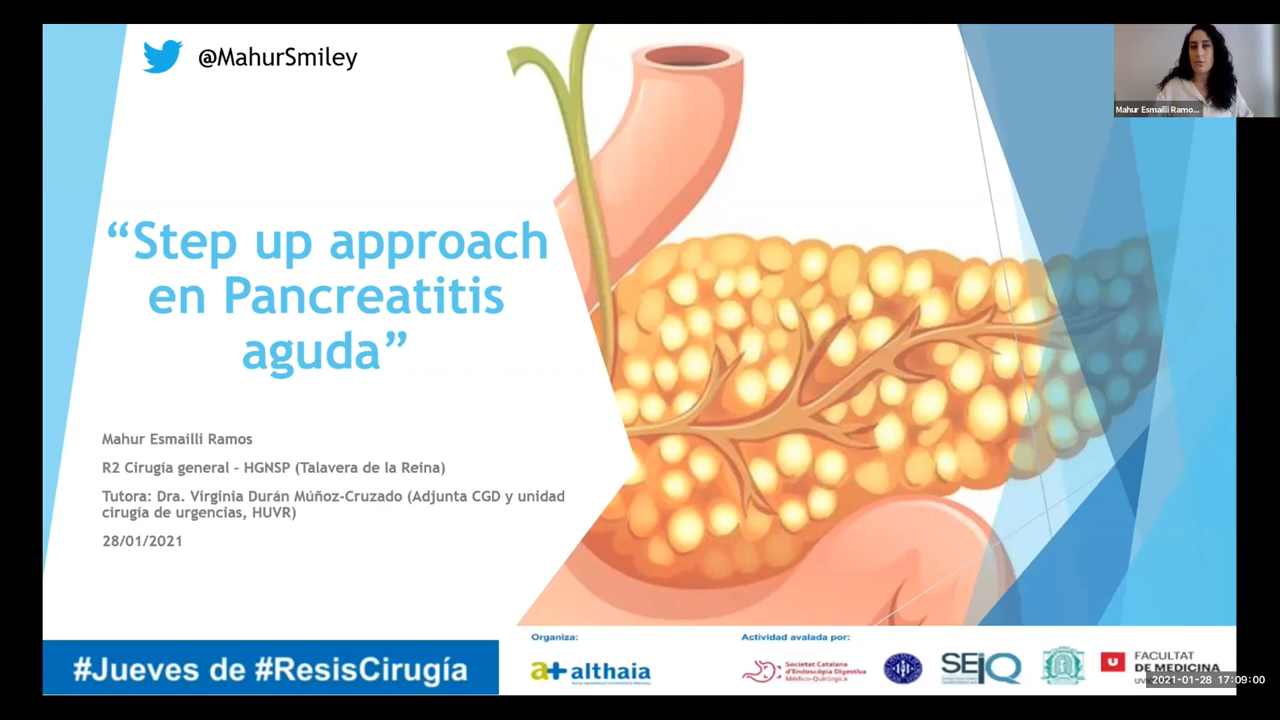 @MahurSmiley
Mahur Esmailli Ramo...
“Step up approach
en Pancreatitis
aguda”
Mahur Esmailli Ramos
R2 Cirugía general – HGNSP (Talavera de la Reina)
Tutora: Dra. Virginia Durán Múñoz-Cruzado (Adjunta CGD y unidad
cirugía de urgencias, HUVR)
28/01/2021
#Jueves de #ResisCirugía
Organiza:
a+ althaia
Actividad avalada por:
Societat Catalana
d'Endoscòpia Digestiva
Médico-Quirúrgica
SEIQ
U FACULTAT
DE MEDICINA
2021-01-28 17:09:00